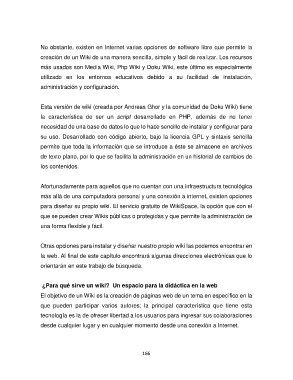 No obstante, existen en Internet varias opciones de software libre que permite la
creación de un Wiki de una manera sencilla, simple y fácil de realizar. Los recursos
más usados son Media Wiki, Php Wiki y Doku Wiki, este último es especialmente
utilizado en los entornos educativos debido a su facilidad de instalación,
administración y configuración.
Esta versión de wiki (creada por Andreas Ghor y la comunidad de Doku Wiki) tiene
la característica de ser un script desarrollado en PHP, además de no tener
necesidad de una base de datos lo que lo hace sencillo de instalar y configurar para
su uso. Desarrollado con código abierto, bajo la licencia GPL y sintaxis sencilla
permite que toda la información que se introduce a éste se almacene en archivos
de texto plano, por lo que se facilita la administración en un historial de cambios de
los contenidos.
Afortunadamente para aquellos que no cuentan con una infraestructura tecnológica
más allá de una computadora personal y una conexión a internet, existen opciones
para diseñar su propio wiki. El servicio gratuito de WikiSpace, la opción que con el
que se pueden crear Wikis públicas o protegidas y que permite la administración de
una forma flexible y fácil.
Otras opciones para instalar y diseñar nuestro propio wiki las podemos encontrar en
la web. Al final de este capítulo encontrará algunas direcciones electrónicas que lo
orientarán en este trabajo de búsqueda.
¿Para qué sirve un wiki? Un espacio para la didáctica en la web
El objetivo de un Wiki es la creación de páginas web de un tema en específico en la
que pueden participar varios autores; la principal característica que tiene esta
tecnología es la de ofrecer libertad a los usuarios para ingresar sus colaboraciones
desde cualquier lugar y en cualquier momento desde una conexión a Internet.
166